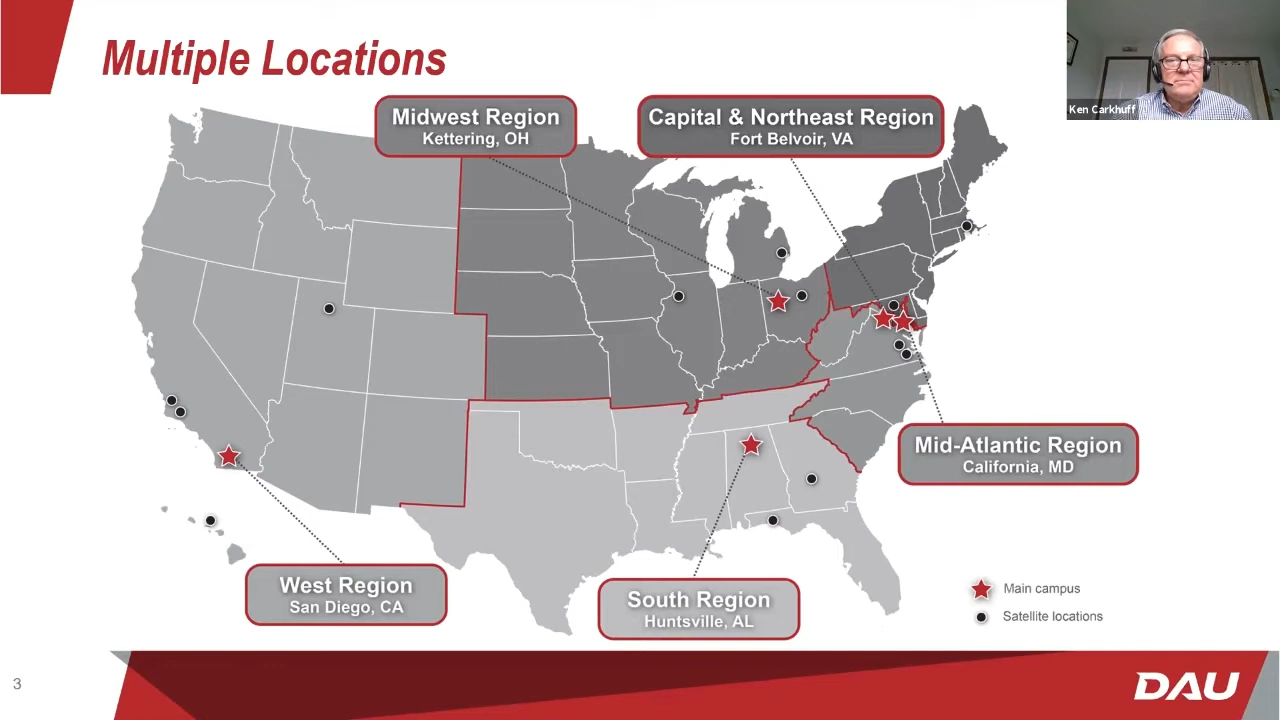 Multiple Locations
Ken Carkhuff
Midwest Region
Kettering, OH
Capital & Northeast Region
Fort Belvoir, VA
Mid-Atlantic Region
California, MD
West Region
San Diego, CA
South Region
Huntsville, AL
Main campus
Satellite locations
3
DAU